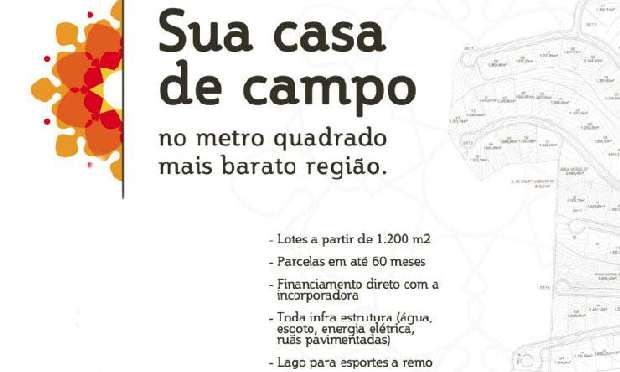 Sua casa
de campo
no metro quadrado
mais barato região.
- Lotes a partir de 1.200 m2
- Parcelas em até 60 meses
- Financiamento direto com a
incorporadora
- Toda infra estrutura (água,
escoto, energia elétrica,
ruas pavimentadas)
- Lago para esportes a remo